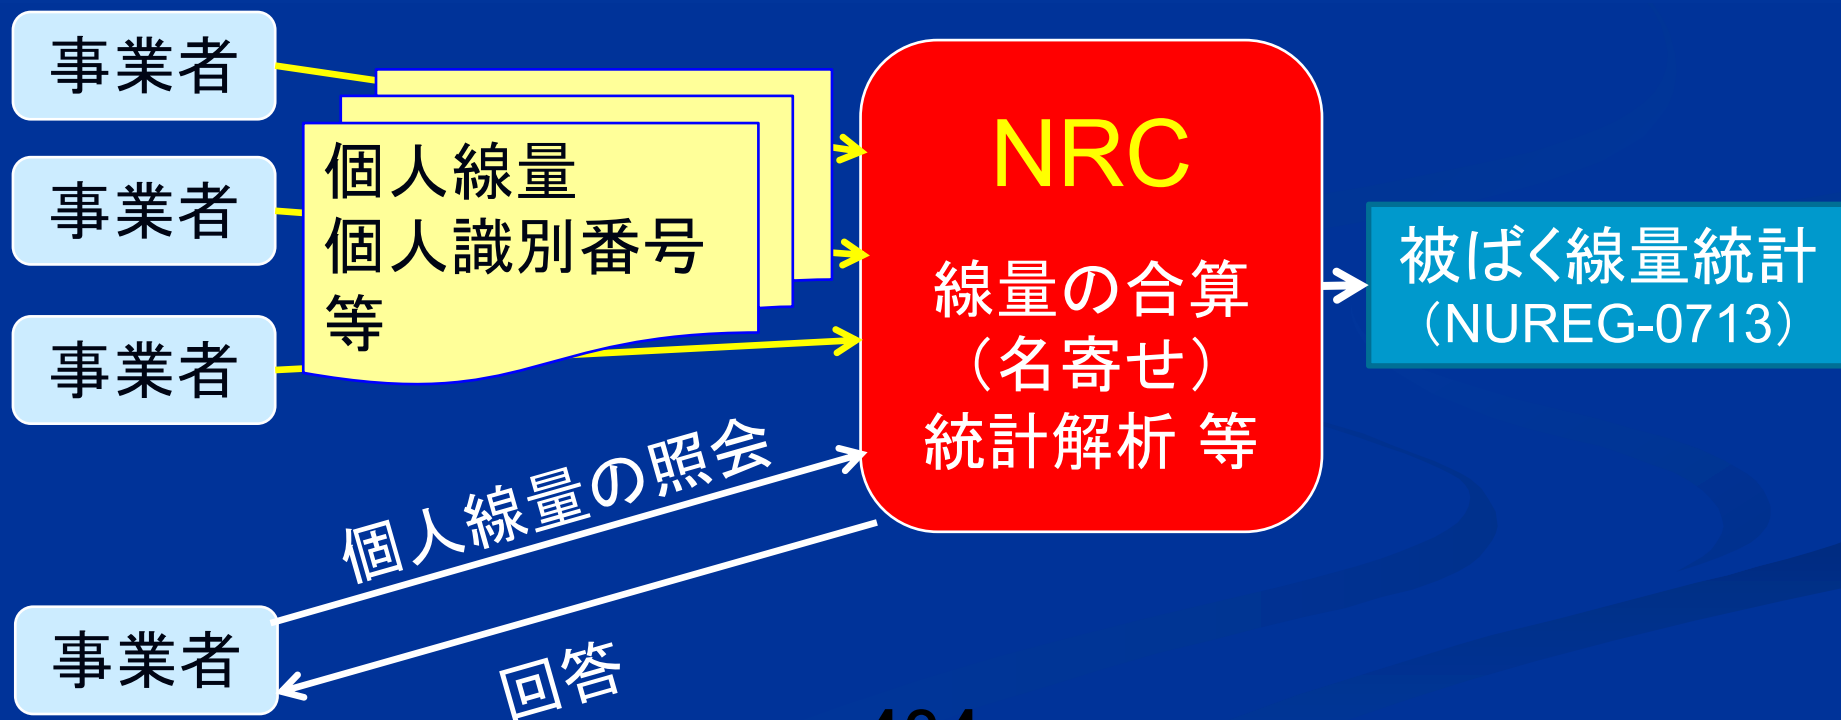 事業者
事業者
事業者
個人線量
個人識別番号
等
NRC
線量の合算
（名寄せ）
統計解析 等
被ばく線量統計
（NUREG-0713）
個人線量の照会
回答
事業者